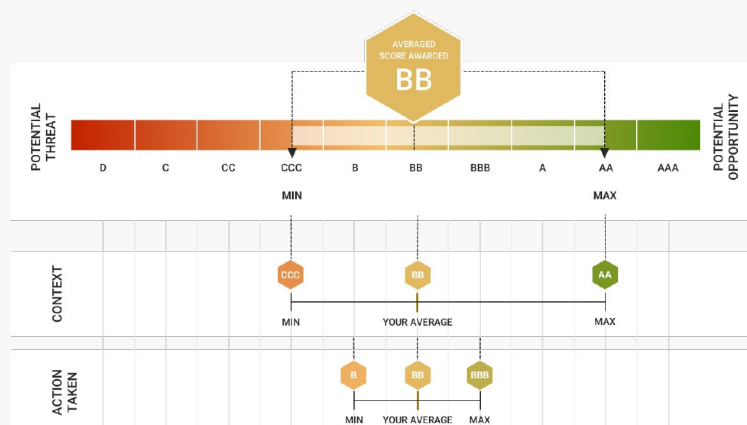 AVERAGED
SCORE AWARDED
BB
POTENTIAL
THREAT
POTENTIAL
OPPORTUNITY
D C CC CCC B BB BBB A AA AAA
MIN MAX
CONTEXT
CCC BB AA
MIN YOUR AVERAGE MAX
ACTION
TAKEN
B BB BBB
MIN YOUR AVERAGE MAX